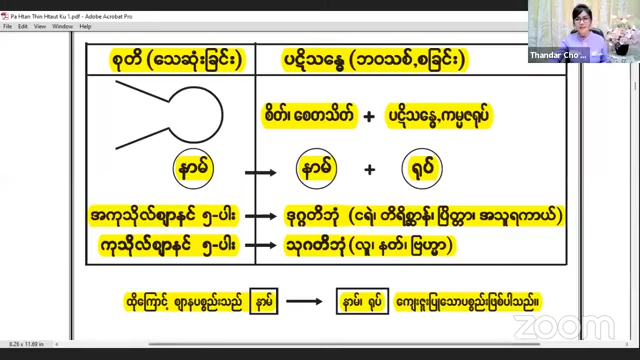 Pa Htan Thin Htaut Ku 1.pdf - Adobe Acrobat Pro
File Edit View Window Help
Thandar Cho ...
စုတိ (သေဆုံးခြင်း) ပဋိသန္ဓေ (ဘဝသစ်,စခြင်း)
စိတ်၊ စေတသိတ် + ပဋိသန္ဓေ,ကမ္မဇရုပ်
နာမ် နာမ် + ရုပ်
အကုသိုလ်ဈာနင် ၅-ပါး ဒုဂ္ဂတိဘုံ (ငရဲ၊ တိရိစ္ဆာန်၊ ပြိတ္တာ၊ အသူရကာယ်)
ကုသိုလ်ဈာနင် ၅-ပါး သုဂတိဘုံ (လူ၊ နတ်၊ ဗြဟ္မာ)
ထို့ကြောင့် ဈာနပစ္စည်းသည် နာမ် နာမ်၊ ရုပ် ကျေးဇူးပြုသောပစ္စည်းဖြစ်ပါသည်။
zoom
8.26 x 11.69 in